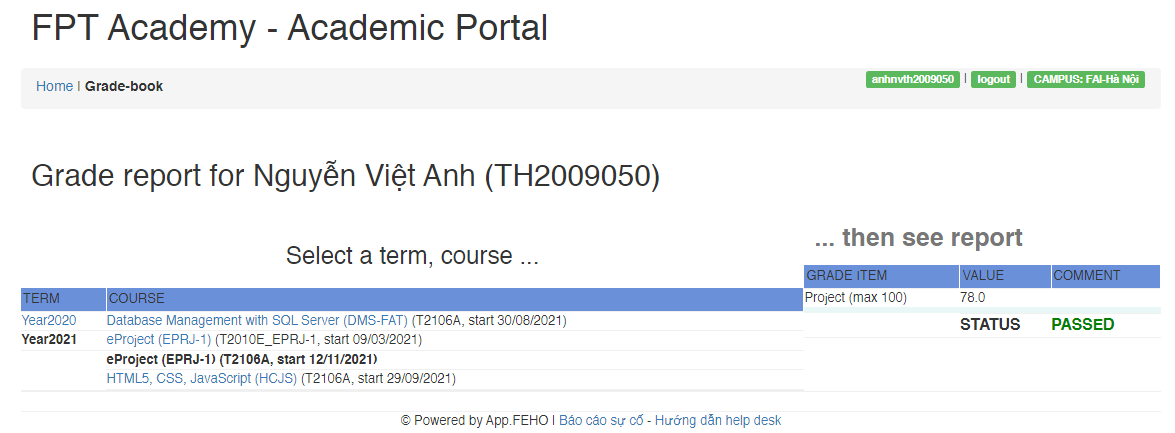 FPT Academy - Academic Portal
Home | Grade-book
anhnvth2009050 | logout | CAMPUS: FAI-Hà Nội
Grade report for Nguyễn Việt Anh (TH2009050)
Select a term, course ...
TERM COURSE
Year2020 Database Management with SQL Server (DMS-FAT) (T2106A, start 30/08/2021)
Year2021 eProject (EPRJ-1) (T2010E_EPRJ-1, start 09/03/2021)
eProject (EPRJ-1) (T2106A, start 12/11/2021)
HTML5, CSS, JavaScript (HCJS) (T2106A, start 29/09/2021)
... then see report
GRADE ITEM VALUE COMMENT
Project (max 100) 78.0
STATUS PASSED
© Powered by App.FEHO | Báo cáo sự cố - Hướng dẫn help desk